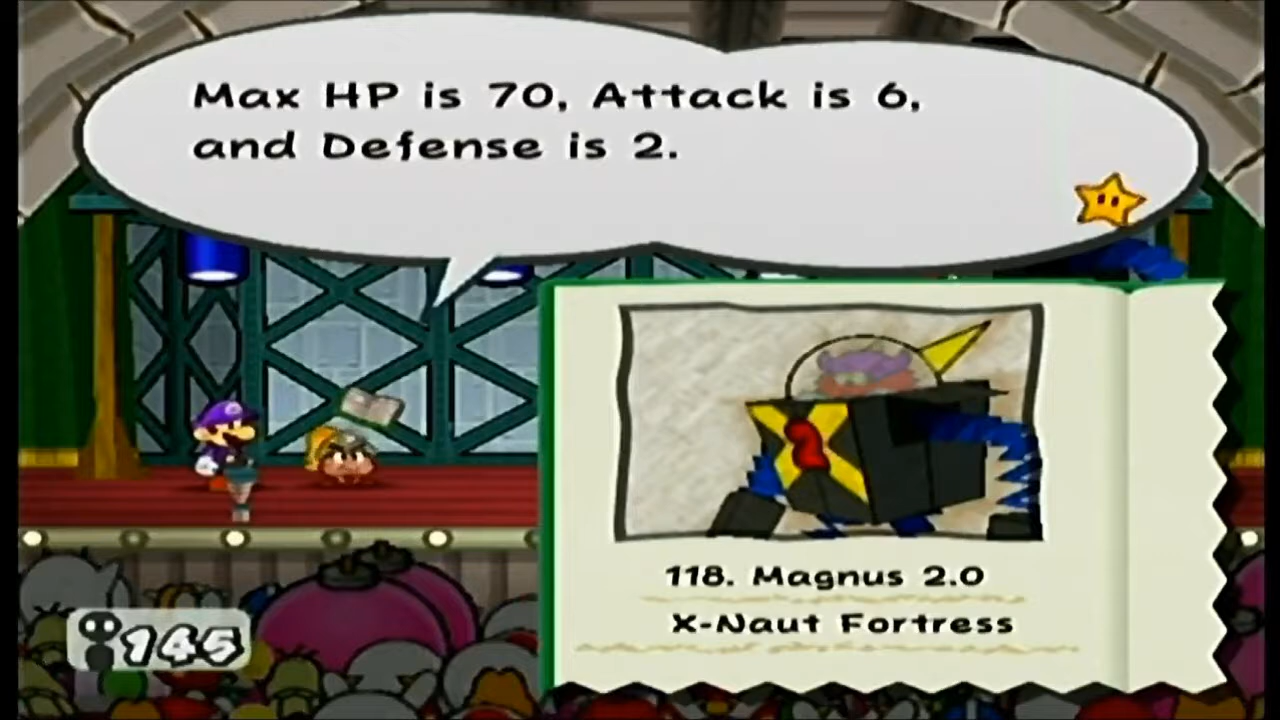 Max HP is 70, Attack is 6,
and Defense is 2.
118. Magnus 2.0
X-Naut Fortress
145